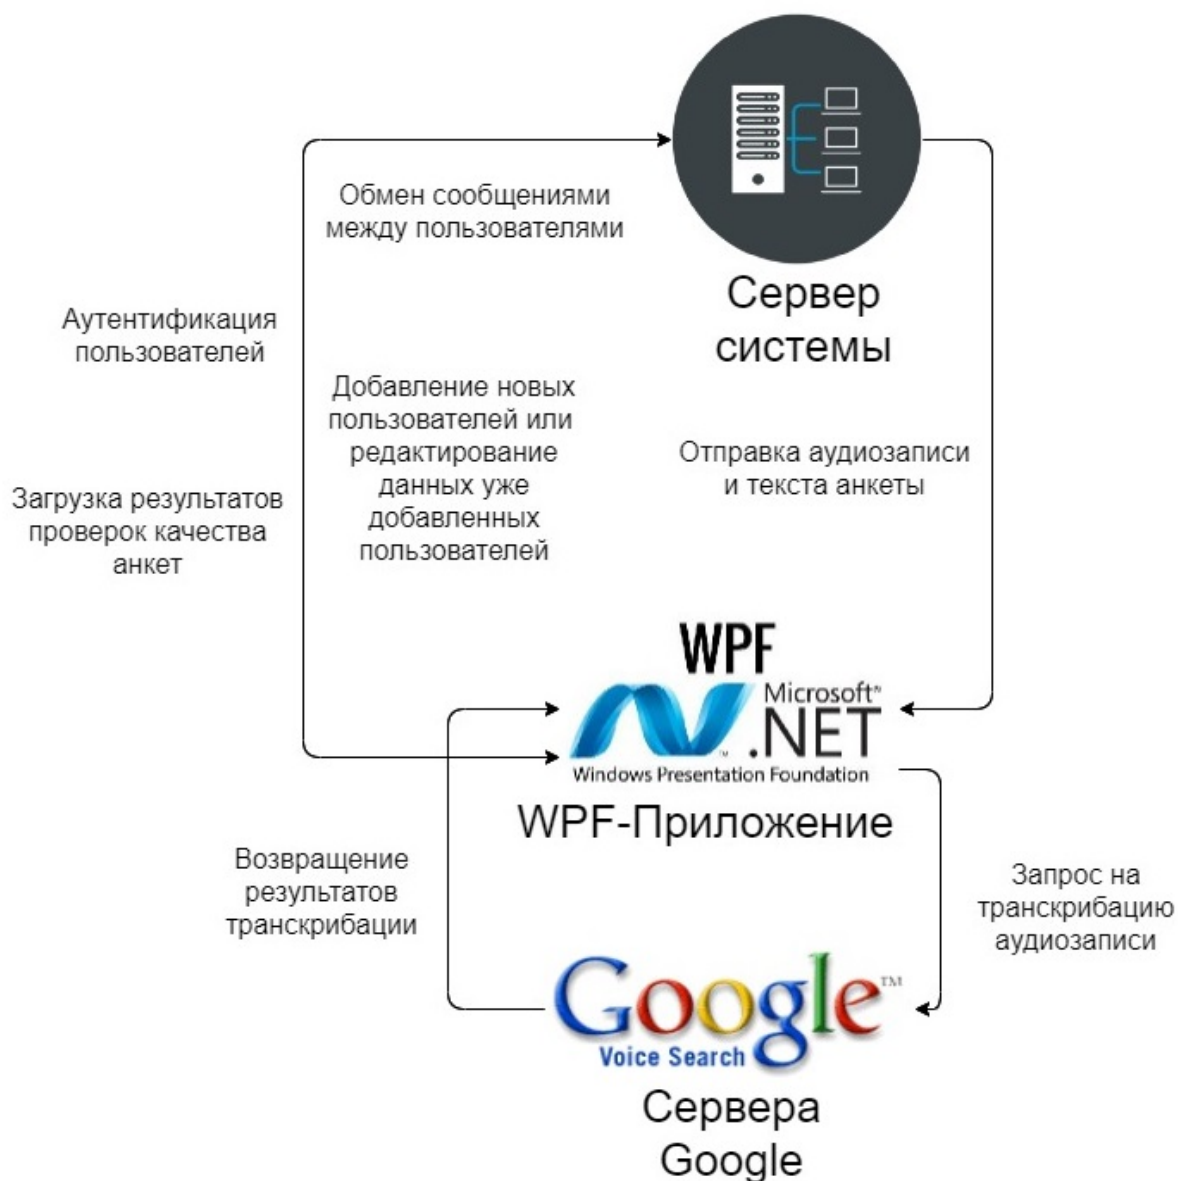 Обмен сообщениями
между пользователями
Сервер
системы
Аутентификация
пользователей
Добавление новых
пользователей или
редактирование
данных уже
добавленных
пользователей
Отправка аудиозаписи
и текста анкеты
Загрузка результатов
проверок качества
анкет
WPF
Microsoft®
.NET
™
Windows Presentation Foundation
WPF-Приложение
Возвращение
результатов
транскрибации
Запрос на
транскрибацию
аудиозаписи
Google™
Voice Search
Сервера
Google